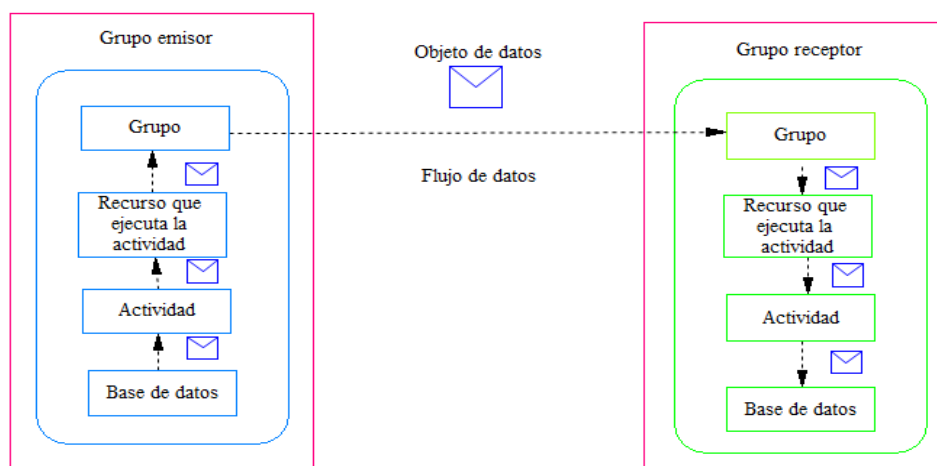 Grupo emisor
Grupo
Recurso que
ejecuta la
actividad
Actividad
Base de datos
Objeto de datos
Flujo de datos
Grupo receptor
Grupo
Recurso que
ejecuta la
actividad
Actividad
Base de datos